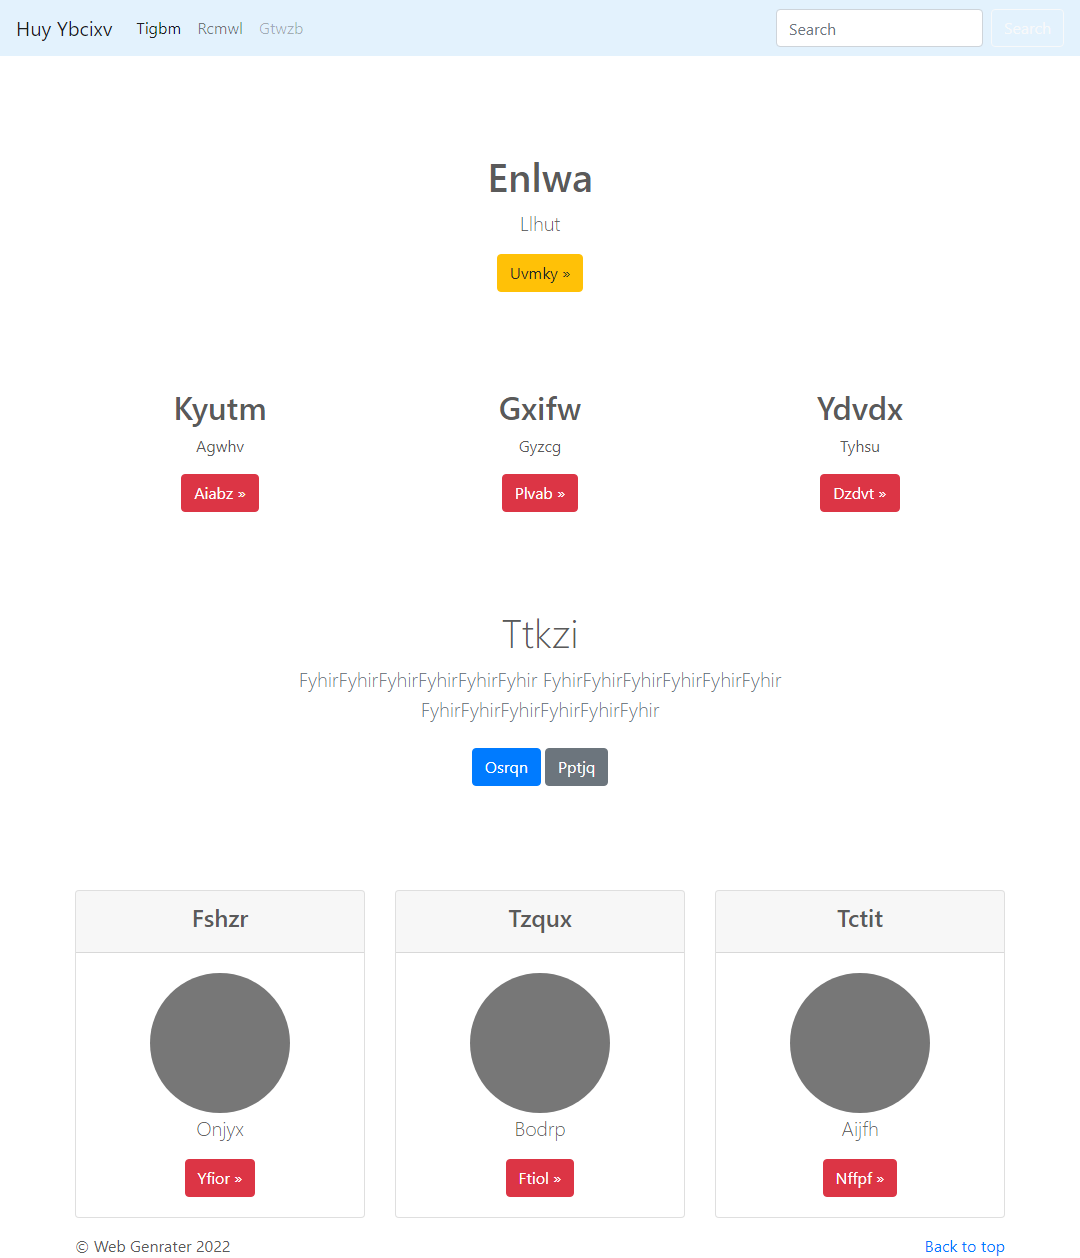 Huy Ybcixv Tigbm Rcmwl Gtwzb Search Search
Enlwa
Llhut
Uvmky »
Kyutm Gxifw Ydvdx
Agwhv Gyzcg Tyhsu
Aiabz » Plvab » Dzdvt »
Ttkzi
FyhirFyhirFyhirFyhirFyhirFyhir FyhirFyhirFyhirFyhirFyhirFyhir
FyhirFyhirFyhirFyhirFyhirFyhir
Osrqn Pptjq
Fshzr Tzqux Tctit
Onjyx Bodrp Aijfh
Yfior » Ftiol » Nffpf »
© Web Genrater 2022 Back to top